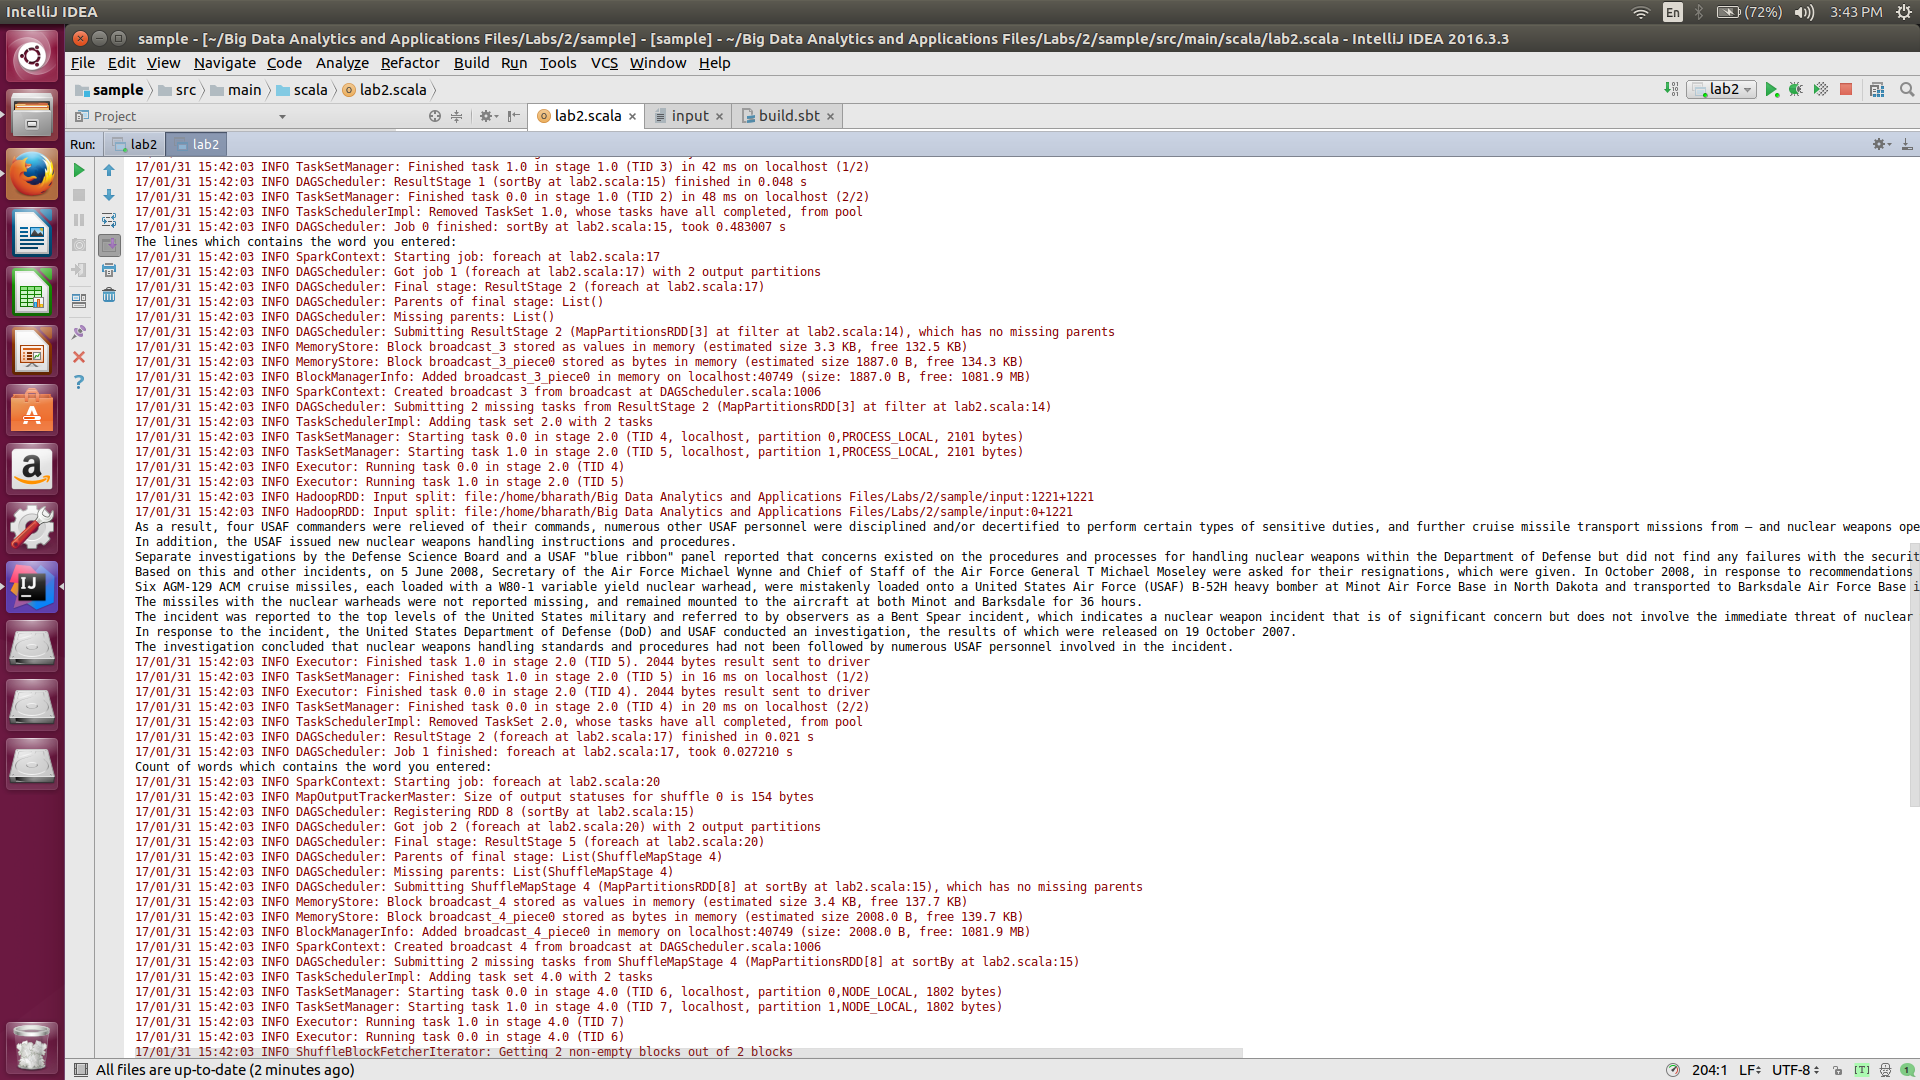 IntelliJ IDEA
En
(72%)
3:43 PM
sample - [~/Big Data Analytics and Applications Files/Labs/2/sample] - [sample] - ~/Big Data Analytics and Applications Files/Labs/2/sample/src/main/scala/lab2.scala - IntelliJ IDEA 2016.3.3
File Edit View Navigate Code Analyze Refactor Build Run Tools VCS Window Help
sample src main scala lab2.scala
lab2
Project
lab2.scala input build.sbt
Run: lab2 lab2
17/01/31 15:42:03 INFO TaskSetManager: Finished task 1.0 in stage 1.0 (TID 3) in 42 ms on localhost (1/2)
17/01/31 15:42:03 INFO DAGScheduler: ResultStage 1 (sortBy at lab2.scala:15) finished in 0.048 s
17/01/31 15:42:03 INFO TaskSetManager: Finished task 0.0 in stage 1.0 (TID 2) in 48 ms on localhost (2/2)
17/01/31 15:42:03 INFO TaskSchedulerImpl: Removed TaskSet 1.0, whose tasks have all completed, from pool
17/01/31 15:42:03 INFO DAGScheduler: Job 0 finished: sortBy at lab2.scala:15, took 0.483007 s
The lines which contains the word you entered:
17/01/31 15:42:03 INFO SparkContext: Starting job: foreach at lab2.scala:17
17/01/31 15:42:03 INFO DAGScheduler: Got job 1 (foreach at lab2.scala:17) with 2 output partitions
17/01/31 15:42:03 INFO DAGScheduler: Final stage: ResultStage 2 (foreach at lab2.scala:17)
17/01/31 15:42:03 INFO DAGScheduler: Parents of final stage: List()
17/01/31 15:42:03 INFO DAGScheduler: Missing parents: List()
17/01/31 15:42:03 INFO DAGScheduler: Submitting ResultStage 2 (MapPartitionsRDD[3] at filter at lab2.scala:14), which has no missing parents
17/01/31 15:42:03 INFO MemoryStore: Block broadcast_3 stored as values in memory (estimated size 3.3 KB, free 132.5 KB)
17/01/31 15:42:03 INFO MemoryStore: Block broadcast_3_piece0 stored as bytes in memory (estimated size 1887.0 B, free 134.3 KB)
17/01/31 15:42:03 INFO BlockManagerInfo: Added broadcast_3_piece0 in memory on localhost:40749 (size: 1887.0 B, free: 1081.9 MB)
17/01/31 15:42:03 INFO SparkContext: Created broadcast 3 from broadcast at DAGScheduler.scala:1006
17/01/31 15:42:03 INFO DAGScheduler: Submitting 2 missing tasks from ResultStage 2 (MapPartitionsRDD[3] at filter at lab2.scala:14)
17/01/31 15:42:03 INFO TaskSchedulerImpl: Adding task set 2.0 with 2 tasks
17/01/31 15:42:03 INFO TaskSetManager: Starting task 0.0 in stage 2.0 (TID 4, localhost, partition 0,PROCESS_LOCAL, 2101 bytes)
17/01/31 15:42:03 INFO TaskSetManager: Starting task 1.0 in stage 2.0 (TID 5, localhost, partition 1,PROCESS_LOCAL, 2101 bytes)
17/01/31 15:42:03 INFO Executor: Running task 0.0 in stage 2.0 (TID 4)
17/01/31 15:42:03 INFO Executor: Running task 1.0 in stage 2.0 (TID 5)
17/01/31 15:42:03 INFO HadoopRDD: Input split: file:/home/bharath/Big Data Analytics and Applications Files/Labs/2/sample/input:1221+1221
17/01/31 15:42:03 INFO HadoopRDD: Input split: file:/home/bharath/Big Data Analytics and Applications Files/Labs/2/sample/input:0+1221
As a result, four USAF commanders were relieved of their commands, numerous other USAF personnel were disciplined and/or decertified to perform certain types of sensitive duties, and further cruise missile transport missions from — and nuclear weapons ope
In addition, the USAF issued new nuclear weapons handling instructions and procedures.
Separate investigations by the Defense Science Board and a USAF "blue ribbon" panel reported that concerns existed on the procedures and processes for handling nuclear weapons within the Department of Defense but did not find any failures with the securit
Based on this and other incidents, on 5 June 2008, Secretary of the Air Force Michael Wynne and Chief of Staff of the Air Force General T Michael Moseley were asked for their resignations, which were given. In October 2008, in response to recommendations
Six AGM-129 ACM cruise missiles, each loaded with a W80-1 variable yield nuclear warhead, were mistakenly loaded onto a United States Air Force (USAF) B-52H heavy bomber at Minot Air Force Base in North Dakota and transported to Barksdale Air Force Base i
The missiles with the nuclear warheads were not reported missing, and remained mounted to the aircraft at both Minot and Barksdale for 36 hours.
The incident was reported to the top levels of the United States military and referred to by observers as a Bent Spear incident, which indicates a nuclear weapon incident that is of significant concern but does not involve the immediate threat of nuclear
In response to the incident, the United States Department of Defense (DoD) and USAF conducted an investigation, the results of which were released on 19 October 2007.
The investigation concluded that nuclear weapons handling standards and procedures had not been followed by numerous USAF personnel involved in the incident.
17/01/31 15:42:03 INFO Executor: Finished task 1.0 in stage 2.0 (TID 5). 2044 bytes result sent to driver
17/01/31 15:42:03 INFO TaskSetManager: Finished task 1.0 in stage 2.0 (TID 5) in 16 ms on localhost (1/2)
17/01/31 15:42:03 INFO Executor: Finished task 0.0 in stage 2.0 (TID 4). 2044 bytes result sent to driver
17/01/31 15:42:03 INFO TaskSetManager: Finished task 0.0 in stage 2.0 (TID 4) in 20 ms on localhost (2/2)
17/01/31 15:42:03 INFO TaskSchedulerImpl: Removed TaskSet 2.0, whose tasks have all completed, from pool
17/01/31 15:42:03 INFO DAGScheduler: ResultStage 2 (foreach at lab2.scala:17) finished in 0.021 s
17/01/31 15:42:03 INFO DAGScheduler: Job 1 finished: foreach at lab2.scala:17, took 0.027210 s
Count of words which contains the word you entered:
17/01/31 15:42:03 INFO SparkContext: Starting job: foreach at lab2.scala:20
17/01/31 15:42:03 INFO MapOutputTrackerMaster: Size of output statuses for shuffle 0 is 154 bytes
17/01/31 15:42:03 INFO DAGScheduler: Registering RDD 8 (sortBy at lab2.scala:15)
17/01/31 15:42:03 INFO DAGScheduler: Got job 2 (foreach at lab2.scala:20) with 2 output partitions
17/01/31 15:42:03 INFO DAGScheduler: Final stage: ResultStage 5 (foreach at lab2.scala:20)
17/01/31 15:42:03 INFO DAGScheduler: Parents of final stage: List(ShuffleMapStage 4)
17/01/31 15:42:03 INFO DAGScheduler: Missing parents: List(ShuffleMapStage 4)
17/01/31 15:42:03 INFO DAGScheduler: Submitting ShuffleMapStage 4 (MapPartitionsRDD[8] at sortBy at lab2.scala:15), which has no missing parents
17/01/31 15:42:03 INFO MemoryStore: Block broadcast_4 stored as values in memory (estimated size 3.4 KB, free 137.7 KB)
17/01/31 15:42:03 INFO MemoryStore: Block broadcast_4_piece0 stored as bytes in memory (estimated size 2008.0 B, free 139.7 KB)
17/01/31 15:42:03 INFO BlockManagerInfo: Added broadcast_4_piece0 in memory on localhost:40749 (size: 2008.0 B, free: 1081.9 MB)
17/01/31 15:42:03 INFO SparkContext: Created broadcast 4 from broadcast at DAGScheduler.scala:1006
17/01/31 15:42:03 INFO DAGScheduler: Submitting 2 missing tasks from ShuffleMapStage 4 (MapPartitionsRDD[8] at sortBy at lab2.scala:15)
17/01/31 15:42:03 INFO TaskSchedulerImpl: Adding task set 4.0 with 2 tasks
17/01/31 15:42:03 INFO TaskSetManager: Starting task 0.0 in stage 4.0 (TID 6, localhost, partition 0,NODE_LOCAL, 1802 bytes)
17/01/31 15:42:03 INFO TaskSetManager: Starting task 1.0 in stage 4.0 (TID 7, localhost, partition 1,NODE_LOCAL, 1802 bytes)
17/01/31 15:42:03 INFO Executor: Running task 1.0 in stage 4.0 (TID 7)
17/01/31 15:42:03 INFO Executor: Running task 0.0 in stage 4.0 (TID 6)
17/01/31 15:42:03 INFO ShuffleBlockFetcherIterator: Getting 2 non-empty blocks out of 2 blocks
All files are up-to-date (2 minutes ago)
204:1 LF UTF-8 [T] 1